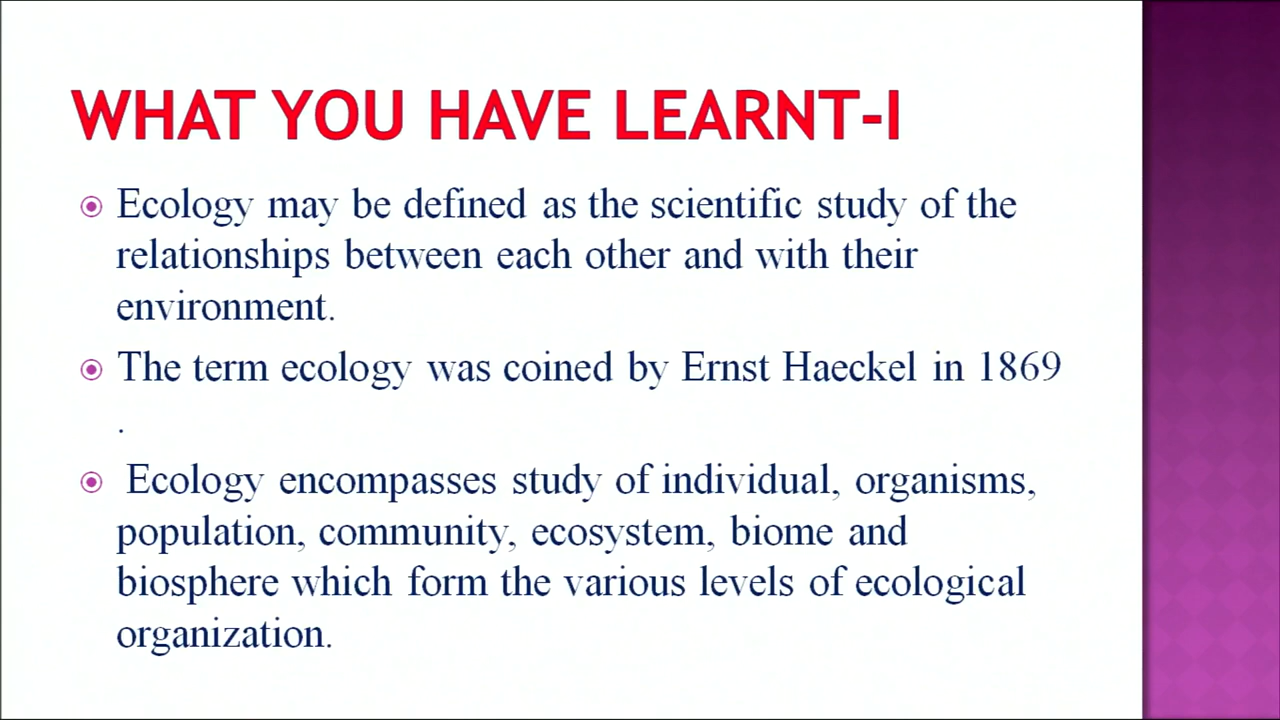 WHAT YOU HAVE LEARNT-I
Ecology may be defined as the scientific study of the
relationships between each other and with their
environment.
The term ecology was coined by Ernst Haeckel in 1869
.
Ecology encompasses study of individual, organisms,
population, community, ecosystem, biome and
biosphere which form the various levels of ecological
organization.